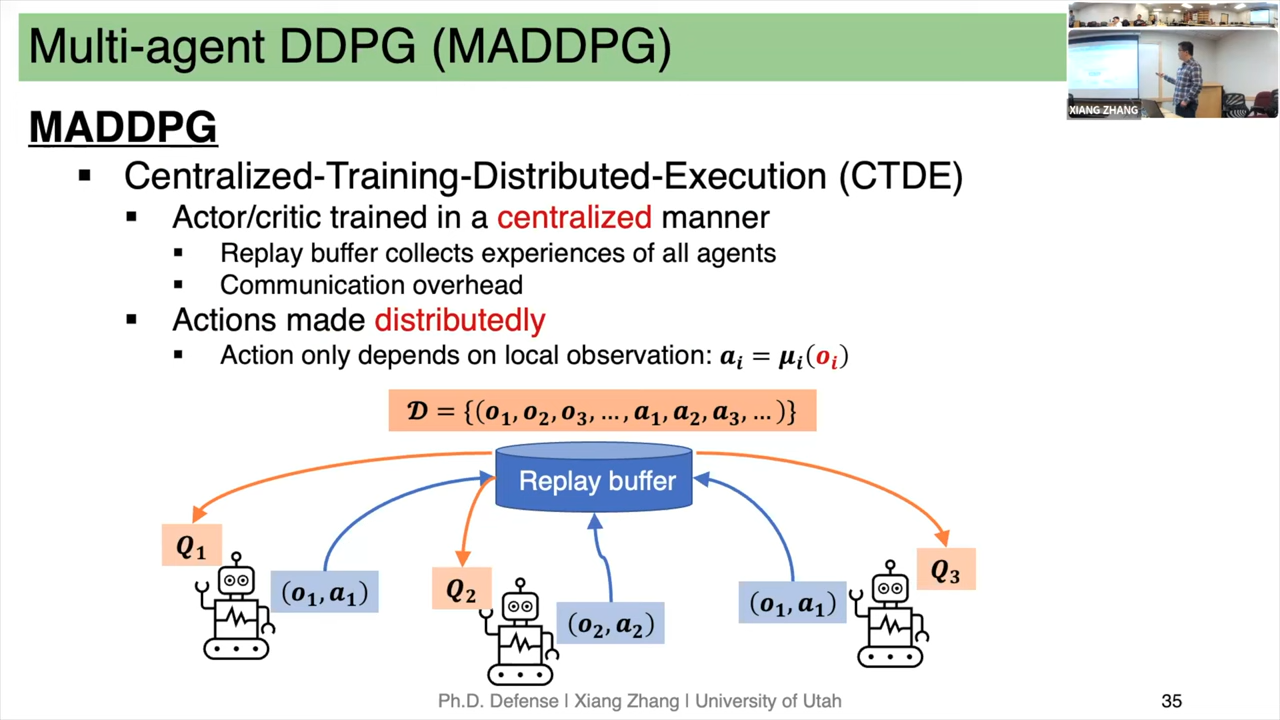 Multi-agent DDPG (MADDPG)
XIANG ZHANG
MADDPG
▪ Centralized-Training-Distributed-Execution (CTDE)
▪ Actor/critic trained in a centralized manner
▪ Replay buffer collects experiences of all agents
▪ Communication overhead
▪ Actions made distributedly
▪ Action only depends on local observation: aᵢ = μᵢ(oᵢ)
𝓓 = {(o₁, o₂, o₃, …, a₁, a₂, a₃, …)}
Replay buffer
Q₁
(o₁, a₁)
Q₂
(o₂, a₂)
(o₁, a₁)
Q₃
Ph.D. Defense | Xiang Zhang | University of Utah
35